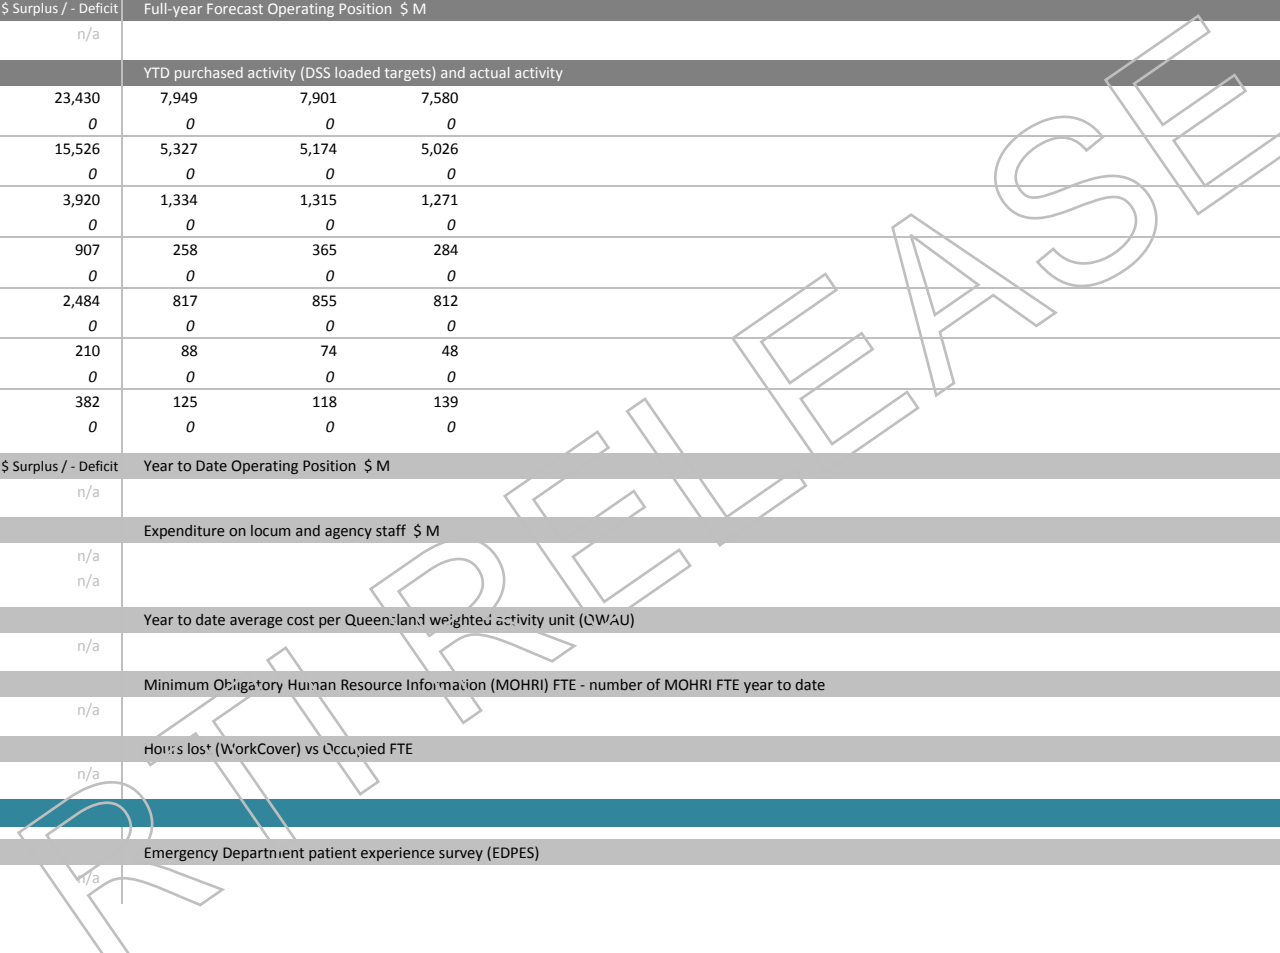 $ Surplus / - Deficit Full-year Forecast Operating Position $ M
n/a
YTD purchased activity (DSS loaded targets) and actual activity
23,430 7,949 7,901 7,580
0 0 0 0
15,526 5,327 5,174 5,026
0 0 0 0
3,920 1,334 1,315 1,271
0 0 0 0
907 258 365 284
0 0 0 0
2,484 817 855 812
0 0 0 0
210 88 74 48
0 0 0 0
382 125 118 139
0 0 0 0
$ Surplus / - Deficit Year to Date Operating Position $ M
n/a
Expenditure on locum and agency staff $ M
n/a
n/a
Year to date average cost per Queensland weighted activity unit (QWAU)
n/a
Minimum Obligatory Human Resource Information (MOHRI) FTE - number of MOHRI FTE year to date
n/a
Hours lost (WorkCover) vs Occupied FTE
n/a
Emergency Department patient experience survey (EDPES)
n/a
RTI RELEASE